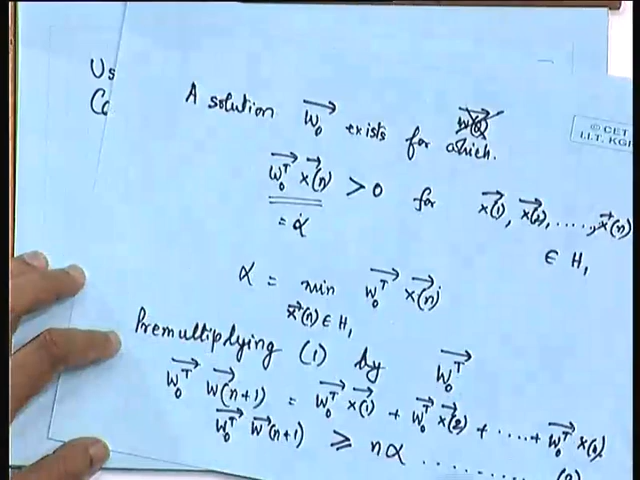 Us
Co
© CET
I.I.T. KGP
A solution w₀ exists for which.
w₀ᵀ x(n) > 0 for x(1), x(2), ....., x(n)
= α ∈ H₁
α = min w₀ᵀ x(n)
x(n) ∈ H₁
Premultiplying (1) by w₀ᵀ
w₀ᵀ w(n+1) = w₀ᵀ x(1) + w₀ᵀ x(2) + ..... + w₀ᵀ x(n)
w₀ᵀ w(n+1) ≥ nα ..........